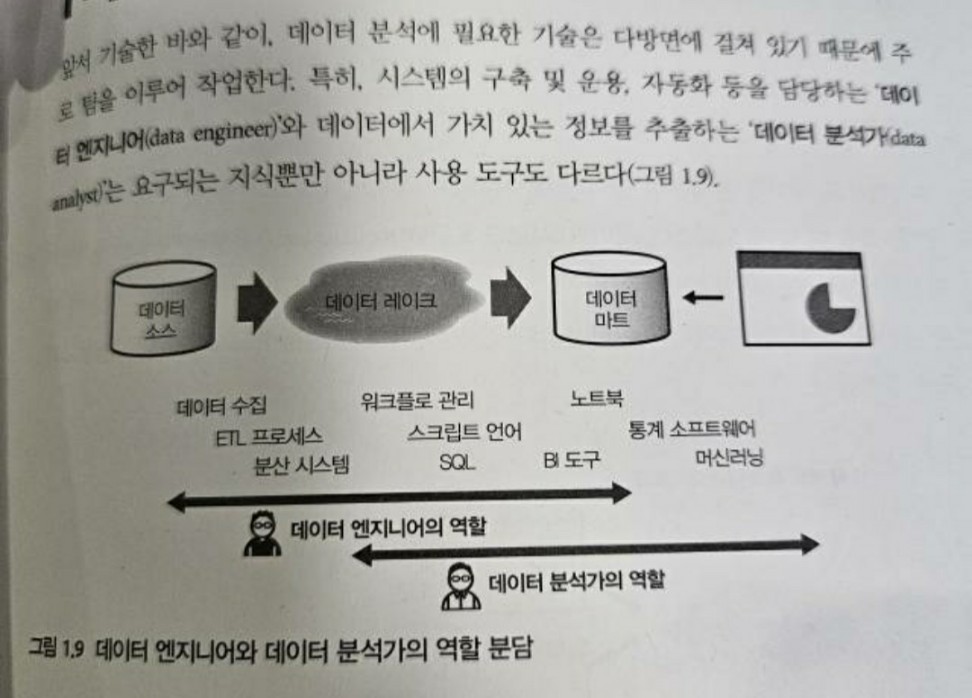 앞서 기술한 바와 같이, 데이터 분석에 필요한 기술은 다방면에 걸쳐 있기 때문에 주
로 팀을 이루어 작업한다. 특히, 시스템의 구축 및 운용, 자동화 등을 담당하는 '데이
터 엔지니어(data engineer)'와 데이터에서 가치 있는 정보를 추출하는 '데이터 분석가(data
analyst)'는 요구되는 지식뿐만 아니라 사용 도구도 다르다(그림 1.9).
데이터
소스
데이터 레이크
데이터
마트
데이터 수집
워크플로 관리
노트북
ETL 프로세스
스크립트 언어
통계 소프트웨어
분산 시스템
SQL
BI 도구
머신러닝
데이터 엔지니어의 역할
데이터 분석가의 역할
그림 1.9 데이터 엔지니어와 데이터 분석가의 역할 분담